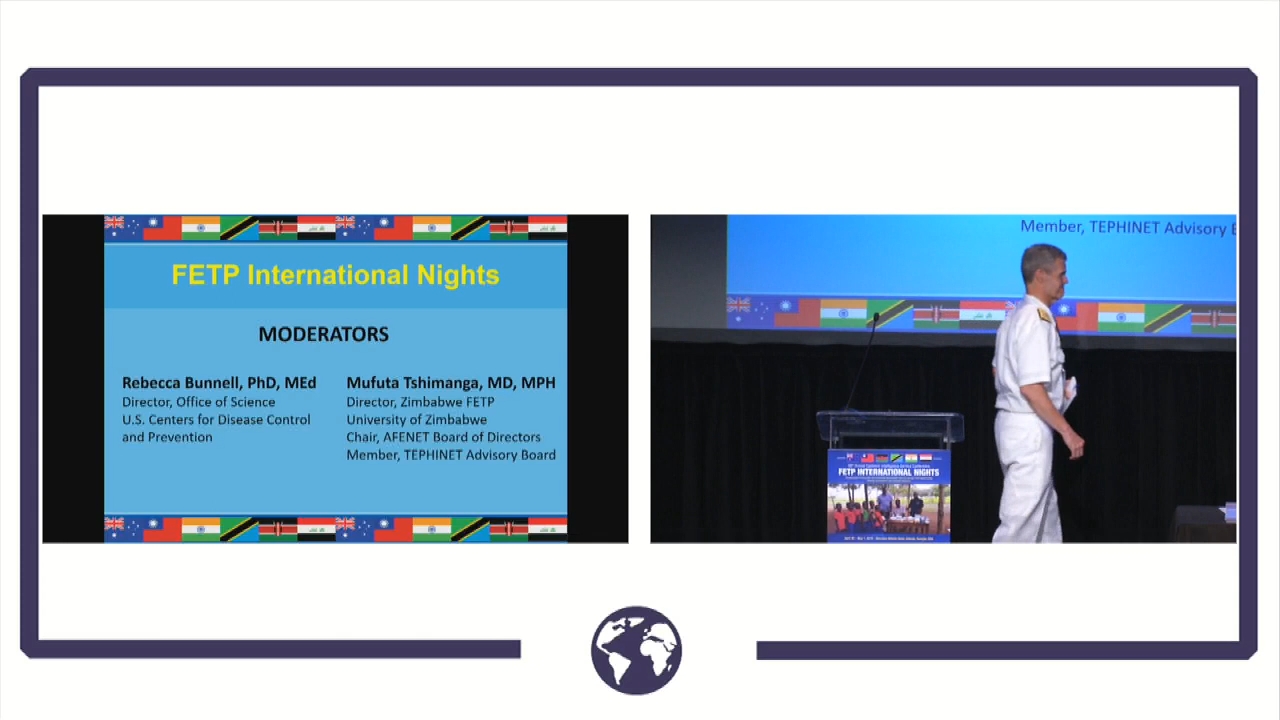 FETP International Nights
MODERATORS
Rebecca Bunnell, PhD, MEd
Director, Office of Science
U.S. Centers for Disease Control
and Prevention
Mufuta Tshimanga, MD, MPH
Director, Zimbabwe FETP
University of Zimbabwe
Chair, AFENET Board of Directors
Member, TEPHINET Advisory Board
Member, TEPHINET Advisory B
FETP INTERNATIONAL NIGHTS